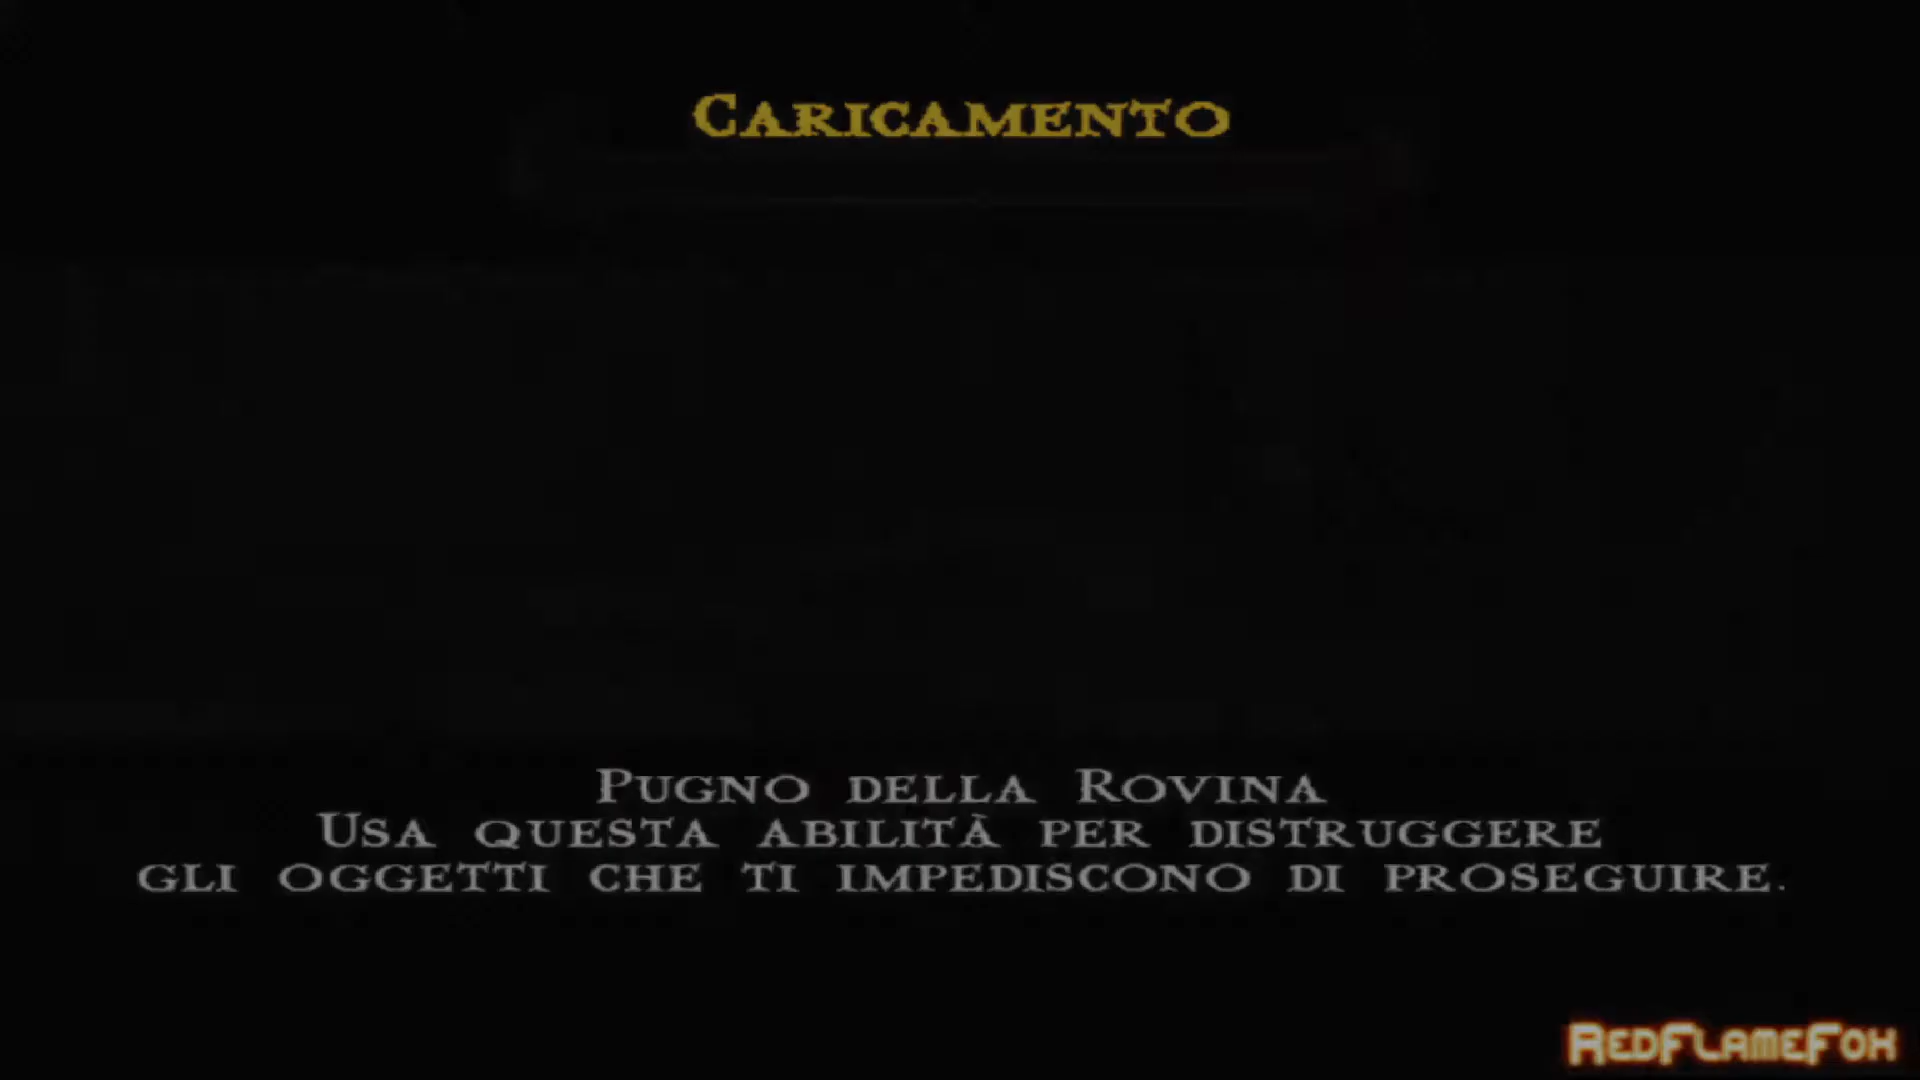 Caricamento
Pugno della Rovina
Usa questa abilità per distruggere
gli oggetti che ti impediscono di proseguire.
RedFlameFox